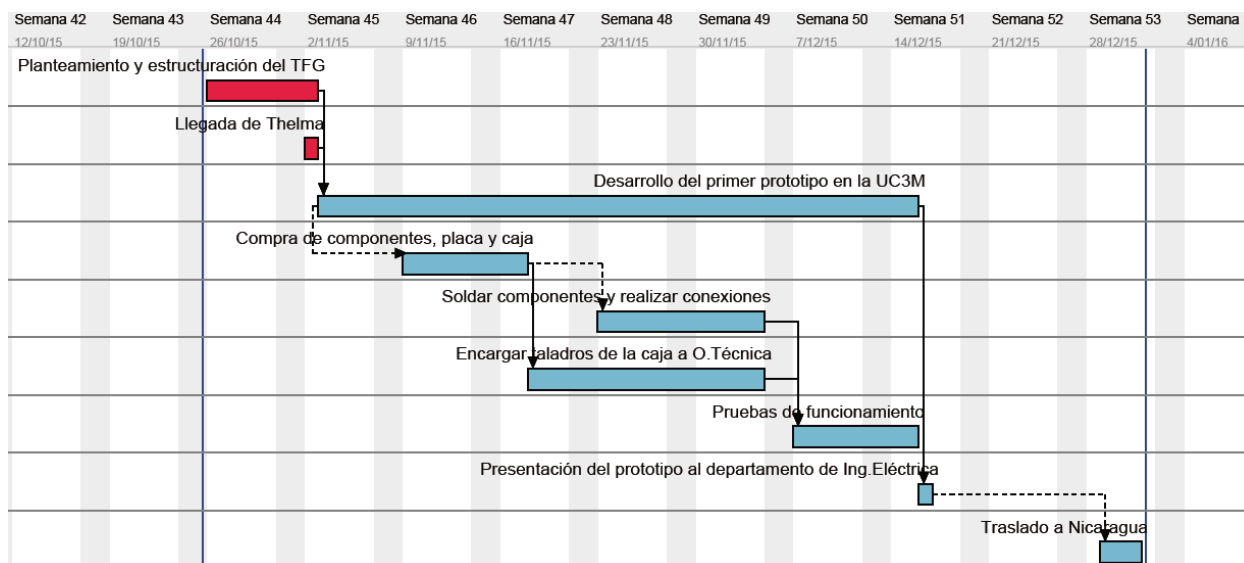 Semana 42 Semana 43 Semana 44 Semana 45 Semana 46 Semana 47 Semana 48 Semana 49 Semana 50 Semana 51 Semana 52 Semana 53 Semana
12/10/15 19/10/15 26/10/15 2/11/15 9/11/15 16/11/15 23/11/15 30/11/15 7/12/15 14/12/15 21/12/15 28/12/15 4/01/16
Planteamiento y estructuración del TFG
Llegada de Thelma
Desarrollo del primer prototipo en la UC3M
Compra de componentes, placa y caja
Soldar componentes y realizar conexiones
Encargar taladros de la caja a O.Técnica
Pruebas de funcionamiento
Presentación del prototipo al departamento de Ing.Eléctrica
Traslado a Nicaragua